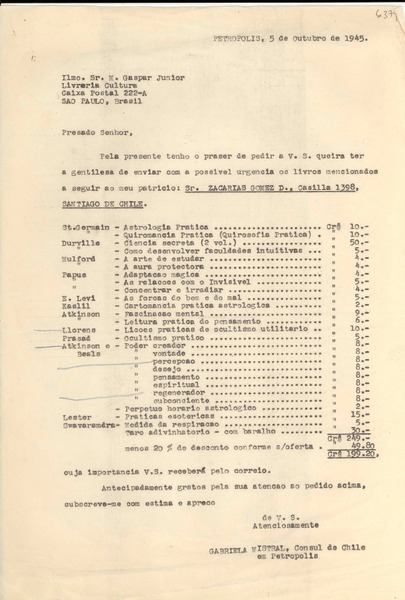 6379
PETROPOLIS, 5 de outubro de 1945.
Ilmo. Sr. M. Gaspar Junior
Livreria Cultura
Caixa Postal 222-A
SAO PAULO, Brasil
Presado Senhor,
Pela presente tenho o praser de pedir a V. S. queira ter
a gentilesa de enviar com a possivel urgencia os livros mencionados
a seguir ao meu patricio: Sr. ZACARIAS GOMEZ D., Casilla 1398,
SANTIAGO DE CHILE.
St.Germain - Astrologia Pratica .................. Cr$ 10.-
" - Quiromancia Pratica (Quirosofia Pratica) . " 10.-
Durville - Ciencia secreta (2 vol.) ............. " 50.-
" - Como desenvolver faculdades intuitivas ... " 5.-
Mulford - A arte de estudar .................... " 4.-
" - A aura protectora .................... " 4.-
Papus - Adaptacao magica .................... " 4.-
" - As relacoes com o Invisivel .......... " 5.-
" - Concentrar e irradiar ................ " 4.-
E. Levi - As forcas do bem e do mal ............ " 5.-
Kaslil - Cartomancia pratica astrologica ...... " 2.-
Atkinson - Fascinacao mental .................... " 9.-
" - Leitura pratica do pensamento ........ " 6.-
Llorens - Licoes praticas de ocultismo utilitario .. " 10.-
Prasad - Ocultismo pratico .................... " 5.-
Atkinson e - Poder creador ........................ " 8.-
Beals " vontade ........................ " 8.-
" percepcao ...................... " 8.-
" desejo ......................... " 8.-
" pensamento ..................... " 8.-
" espiritual ..................... " 8.-
" regenerador .................... " 8.-
" subconciente ................... " 8.-
- Perpetuo horario astrologico ......... " 2.-
Lester - Praticas esotericas .................. " 15.-
Swavarandra- Medida da respiracao ................. " 5.-
Taro adivinhatorio - com baralho ....... " 30.-
Cr$ 249.-
menos 20 % de desconto conforme s/oferta . " 49.80
Cr$ 199.20,
cuja importancia V.S. receberá pelo correio.
Antecipadamente gratos pela sua atencao ao pedido acima,
subscreve-me com estima e apreco
de V. S.
Atenciosamente
GABRIELA MISTRAL, Consul de Chile
em Petropolis